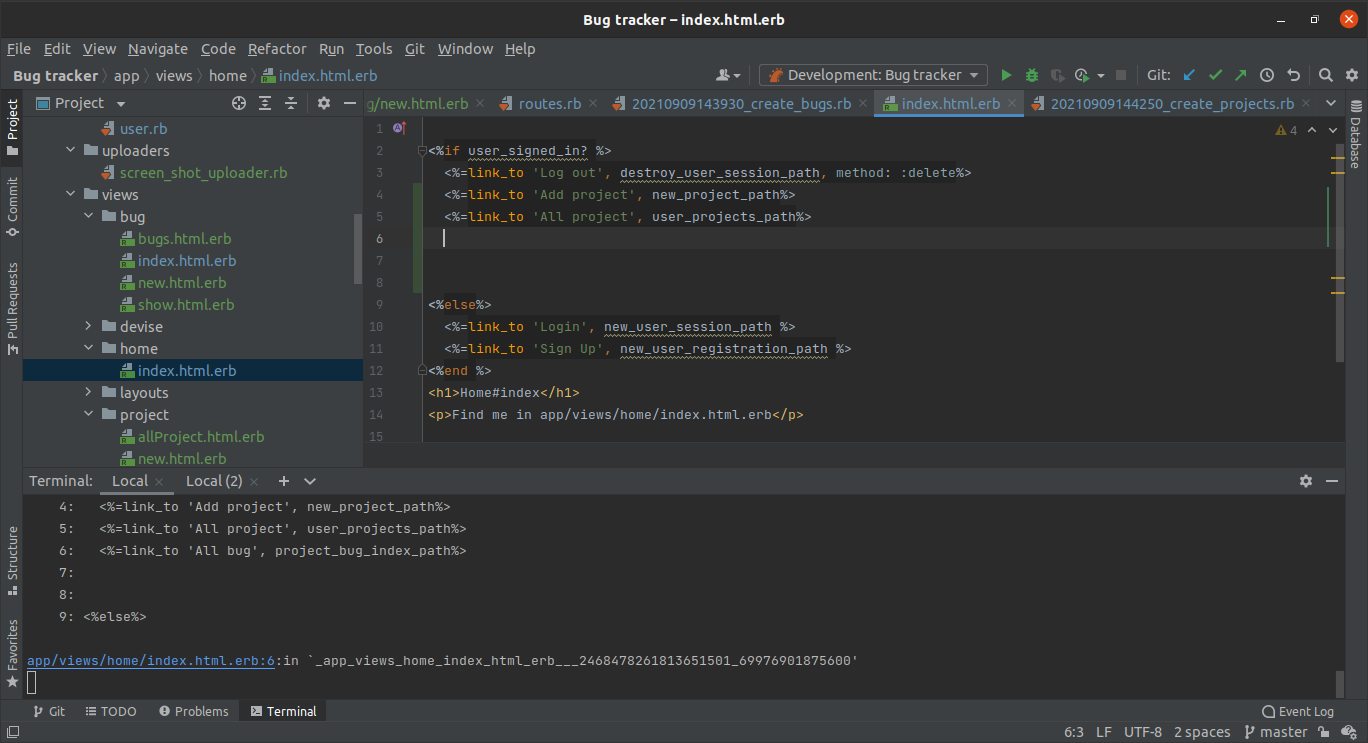 Bug tracker – index.html.erb
File Edit View Navigate Code Refactor Run Tools Git Window Help
Bug tracker app views home index.html.erb Development: Bug tracker Git:
Project g/new.html.erb routes.rb 20210909143930_create_bugs.rb index.html.erb 20210909144250_create_projects.rb
Project
Commit
Pull Requests
Structure
Favorites
user.rb
uploaders
screen_shot_uploader.rb
views
bug
bugs.html.erb
index.html.erb
new.html.erb
show.html.erb
devise
home
index.html.erb
layouts
project
allProject.html.erb
new.html.erb
1
2 <%if user_signed_in? %>
3 <%=link_to 'Log out', destroy_user_session_path, method: :delete%>
4 <%=link_to 'Add project', new_project_path%>
5 <%=link_to 'All project', user_projects_path%>
6
7
8
9 <%else%>
10 <%=link_to 'Login', new_user_session_path %>
11 <%=link_to 'Sign Up', new_user_registration_path %>
12 <%end %>
13 <h1>Home#index</h1>
14 <p>Find me in app/views/home/index.html.erb</p>
15
4
Database
Terminal: Local Local (2)
4: <%=link_to 'Add project', new_project_path%>
5: <%=link_to 'All project', user_projects_path%>
6: <%=link_to 'All bug', project_bug_index_path%>
7:
8:
9: <%else%>
app/views/home/index.html.erb:6:in `_app_views_home_index_html_erb___2468478261813651501_69976901875600'
Git TODO Problems Terminal Event Log
6:3 LF UTF-8 2 spaces master